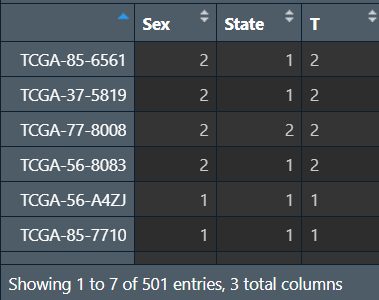 Sex State T
TCGA-85-6561 2 1 2
TCGA-37-5819 2 1 2
TCGA-77-8008 2 2 2
TCGA-56-8083 2 1 2
TCGA-56-A4ZJ 1 1 1
TCGA-85-7710 1 1 1
Showing 1 to 7 of 501 entries, 3 total columns